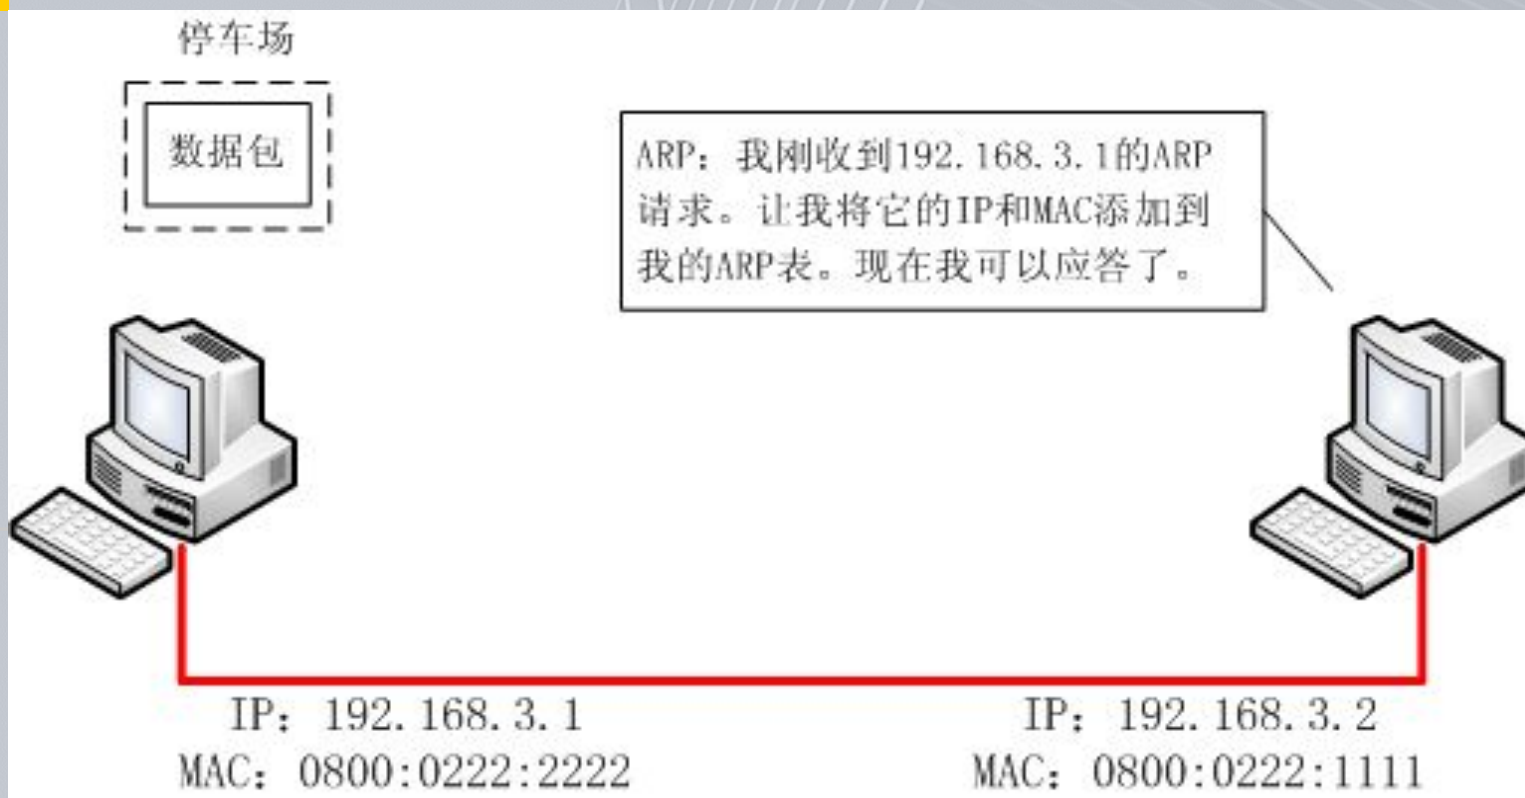 停车场
数据包
ARP：我刚收到192.168.3.1的ARP
请求。让我将它的IP和MAC添加到
我的ARP表。现在我可以应答了。
IP：192.168.3.1
MAC：0800:0222:2222
IP：192.168.3.2
MAC：0800:0222:1111